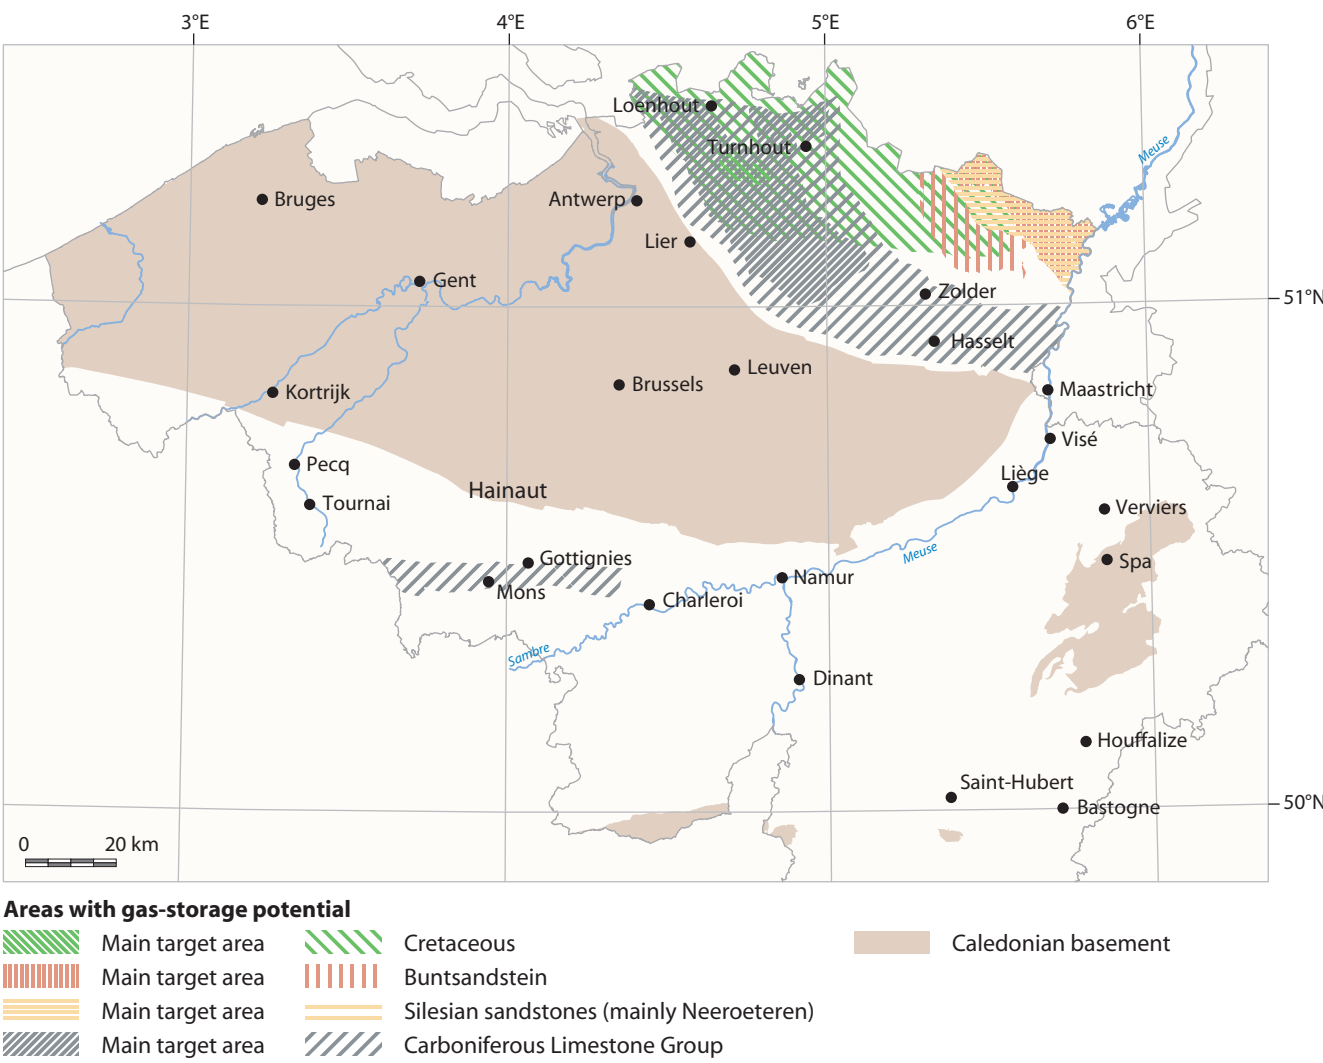 3°E 4°E 5°E 6°E
Loenhout
Turnhout
Meuse
Bruges
Antwerp
Lier
Gent
Zolder
51°N
Hasselt
Leuven
Brussels
Kortrijk
Maastricht
Visé
Pecq
Liège
Hainaut
Tournai
Verviers
Gottignies
Meuse
Spa
Namur
Mons
Charleroi
Sambre
Dinant
Houffalize
Saint-Hubert
50°N
Bastogne
0 20 km
Areas with gas-storage potential
Main target area Cretaceous Caledonian basement
Main target area Buntsandstein
Main target area Silesian sandstones (mainly Neeroeteren)
Main target area Carboniferous Limestone Group